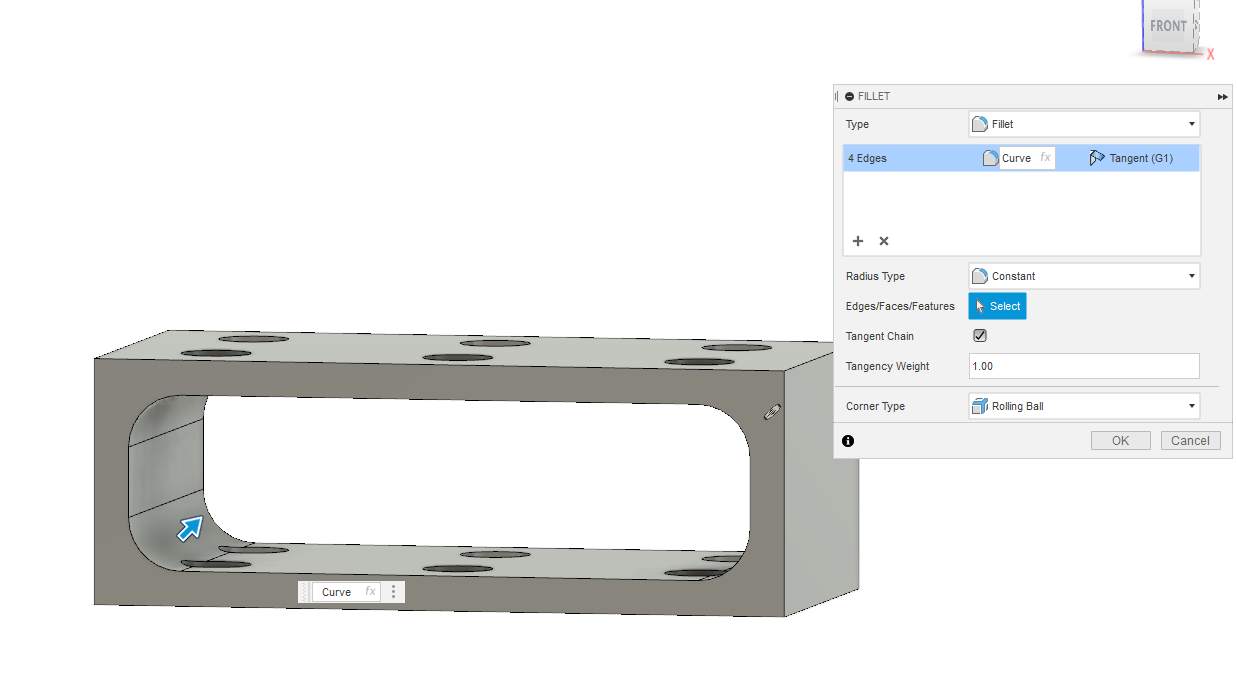 FRONT
X
FILLET
Type Fillet
4 Edges Curve fx Tangent (G1)
Radius Type Constant
Edges/Faces/Features Select
Tangent Chain
Tangency Weight 1.00
Corner Type Rolling Ball
OK Cancel
Curve fx